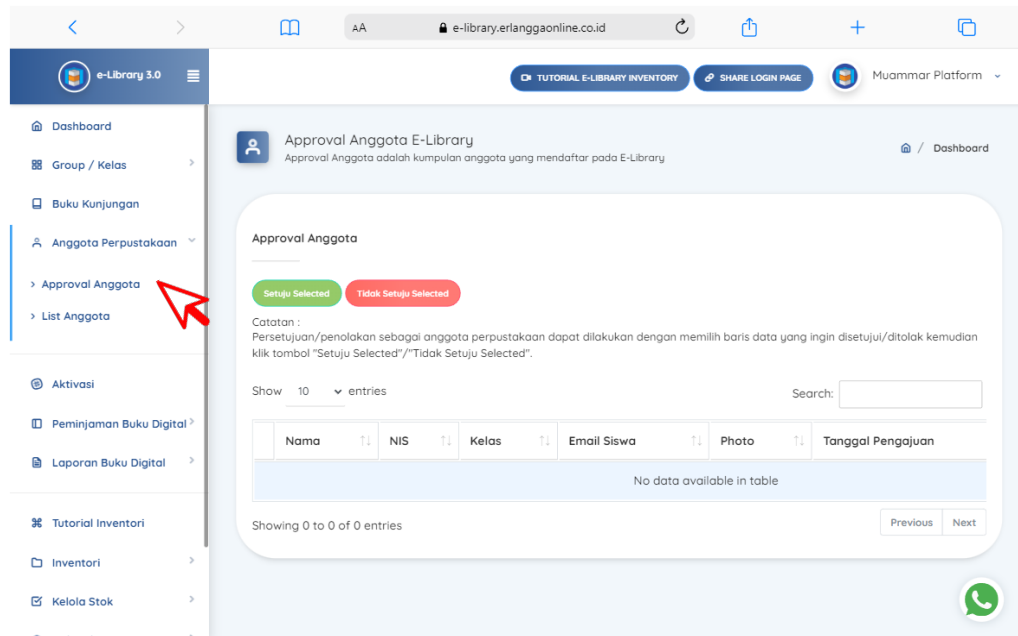 AA
e-library.erlanggaonline.co.id
e-Library 3.0
TUTORIAL E-LIBRARY INVENTORY
SHARE LOGIN PAGE
Muammar Platform
Dashboard
Group / Kelas
Buku Kunjungan
Anggota Perpustakaan
> Approval Anggota
> List Anggota
Aktivasi
Peminjaman Buku Digital
Laporan Buku Digital
Tutorial Inventori
Inventori
Kelola Stok
Approval Anggota E-Library
Approval Anggota adalah kumpulan anggota yang mendaftar pada E-Library
/ Dashboard
Approval Anggota
Setuju Selected
Tidak Setuju Selected
Catatan :
Persetujuan/penolakan sebagai anggota perpustakaan dapat dilakukan dengan memilih baris data yang ingin disetujui/ditolak kemudian
klik tombol "Setuju Selected"/"Tidak Setuju Selected".
Show 10 entries
Search:
Nama NIS Kelas Email Siswa Photo Tanggal Pengajuan
No data available in table
Showing 0 to 0 of 0 entries
Previous Next